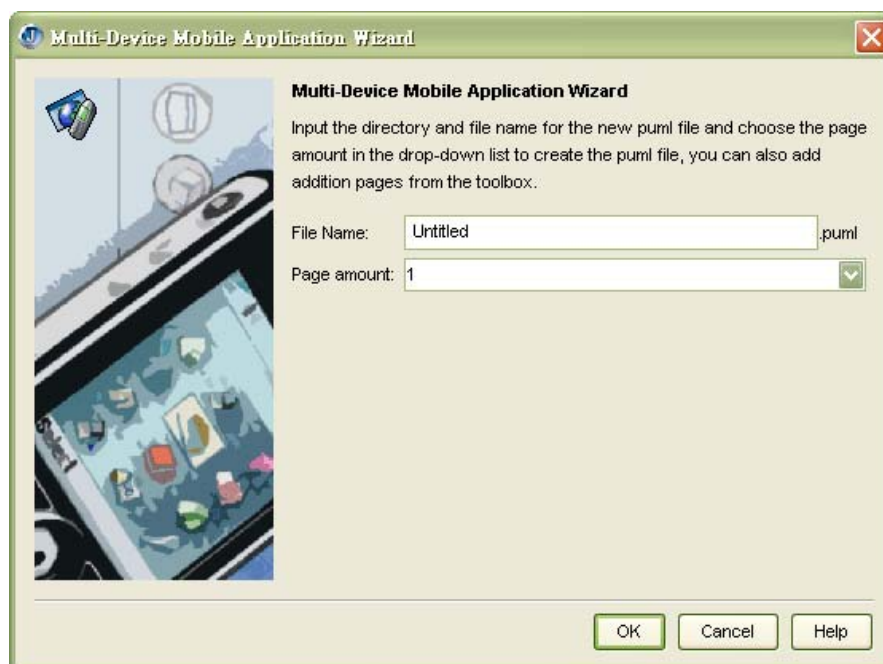 Multi-Device Mobile Application Wizard
Multi-Device Mobile Application Wizard
Input the directory and file name for the new puml file and choose the page
amount in the drop-down list to create the puml file, you can also add
addition pages from the toolbox.
File Name: Untitled .puml
Page amount: 1
Select
OK Cancel Help